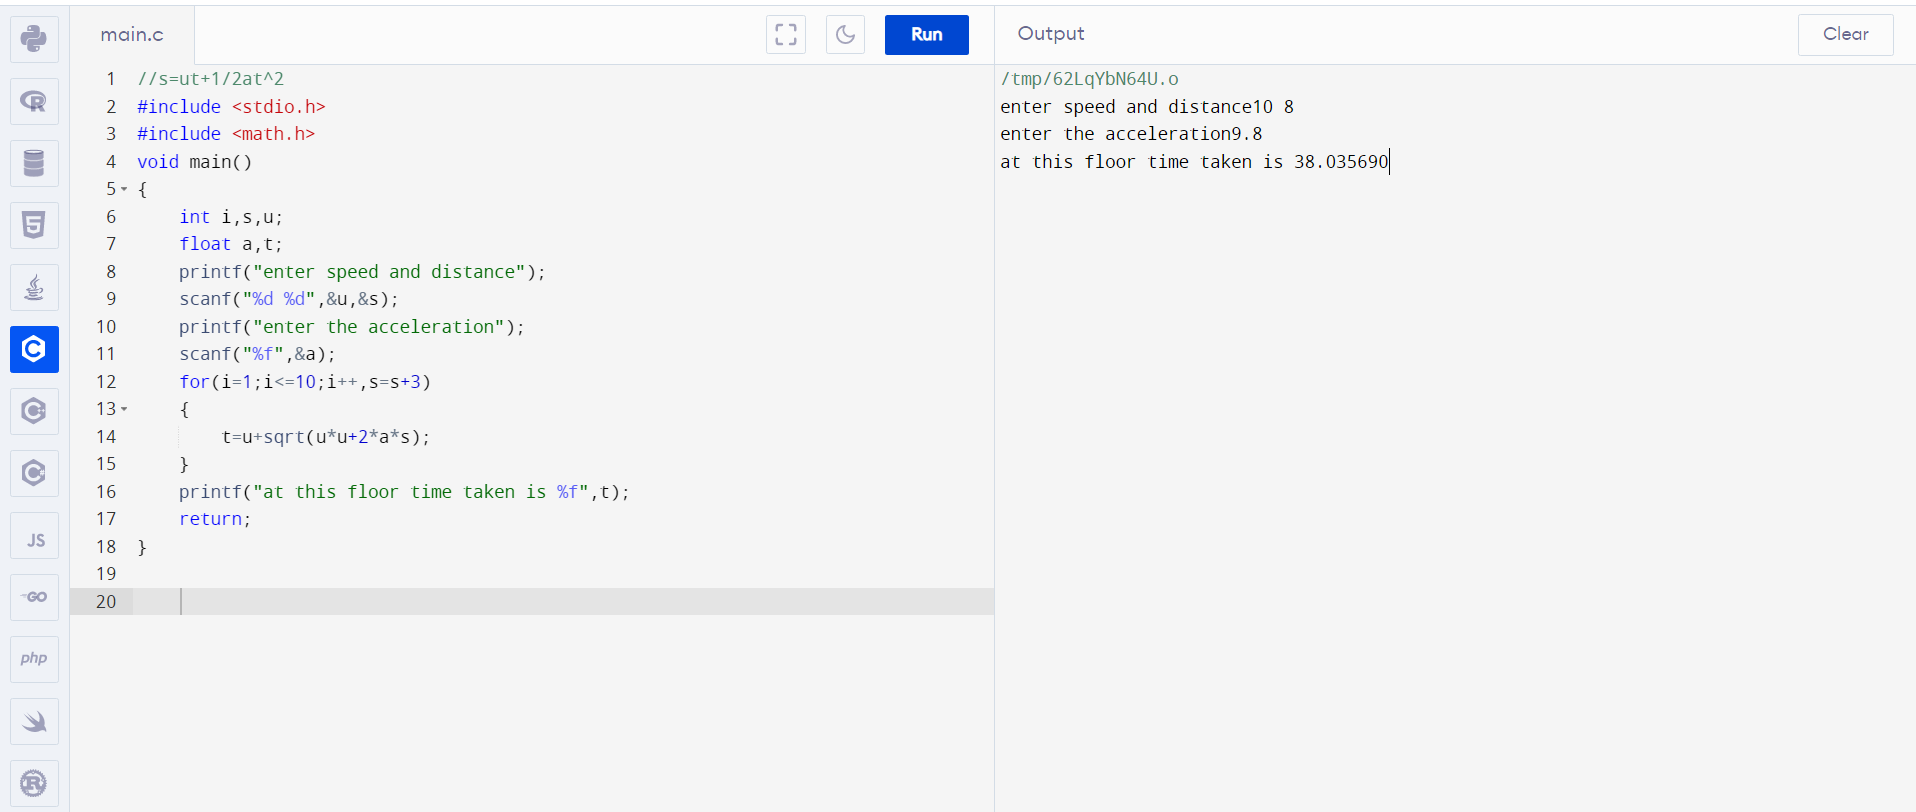 main.c
Run
Output
Clear
1 //s=ut+1/2at^2
2 #include <stdio.h>
3 #include <math.h>
4 void main()
5 {
6     int i,s,u;
7     float a,t;
8     printf("enter speed and distance");
9     scanf("%d %d",&u,&s);
10     printf("enter the acceleration");
11     scanf("%f",&a);
12     for(i=1;i<=10;i++,s=s+3)
13     {
14         t=u+sqrt(u*u+2*a*s);
15     }
16     printf("at this floor time taken is %f",t);
17     return;
18 }
19
20
/tmp/62LqYbN64U.o
enter speed and distance10 8
enter the acceleration9.8
at this floor time taken is 38.035690
R
5
C
C
C
JS
GO
php
R